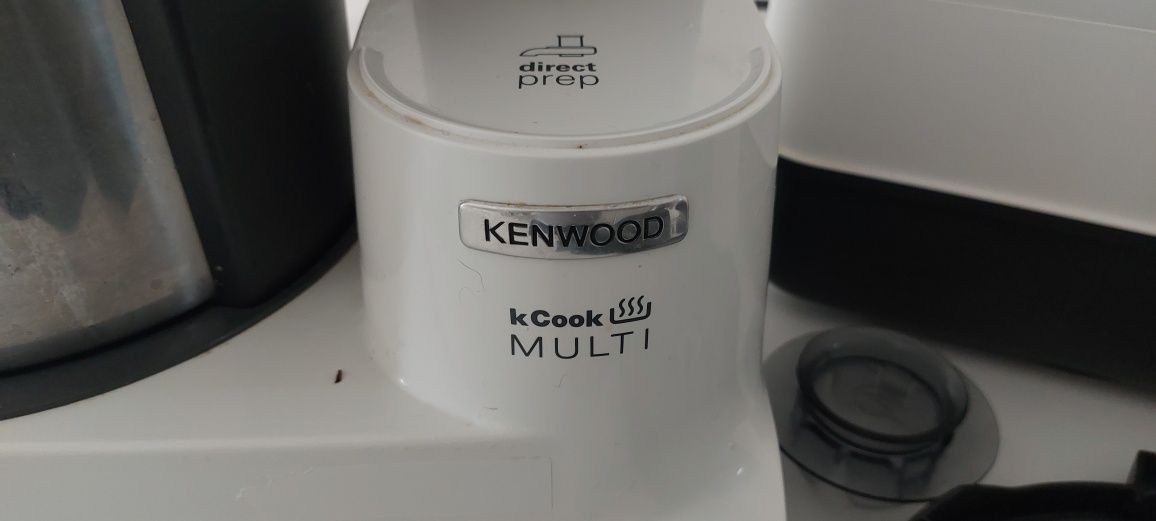 direct
prep
KENWOOD
kCook
MULTI